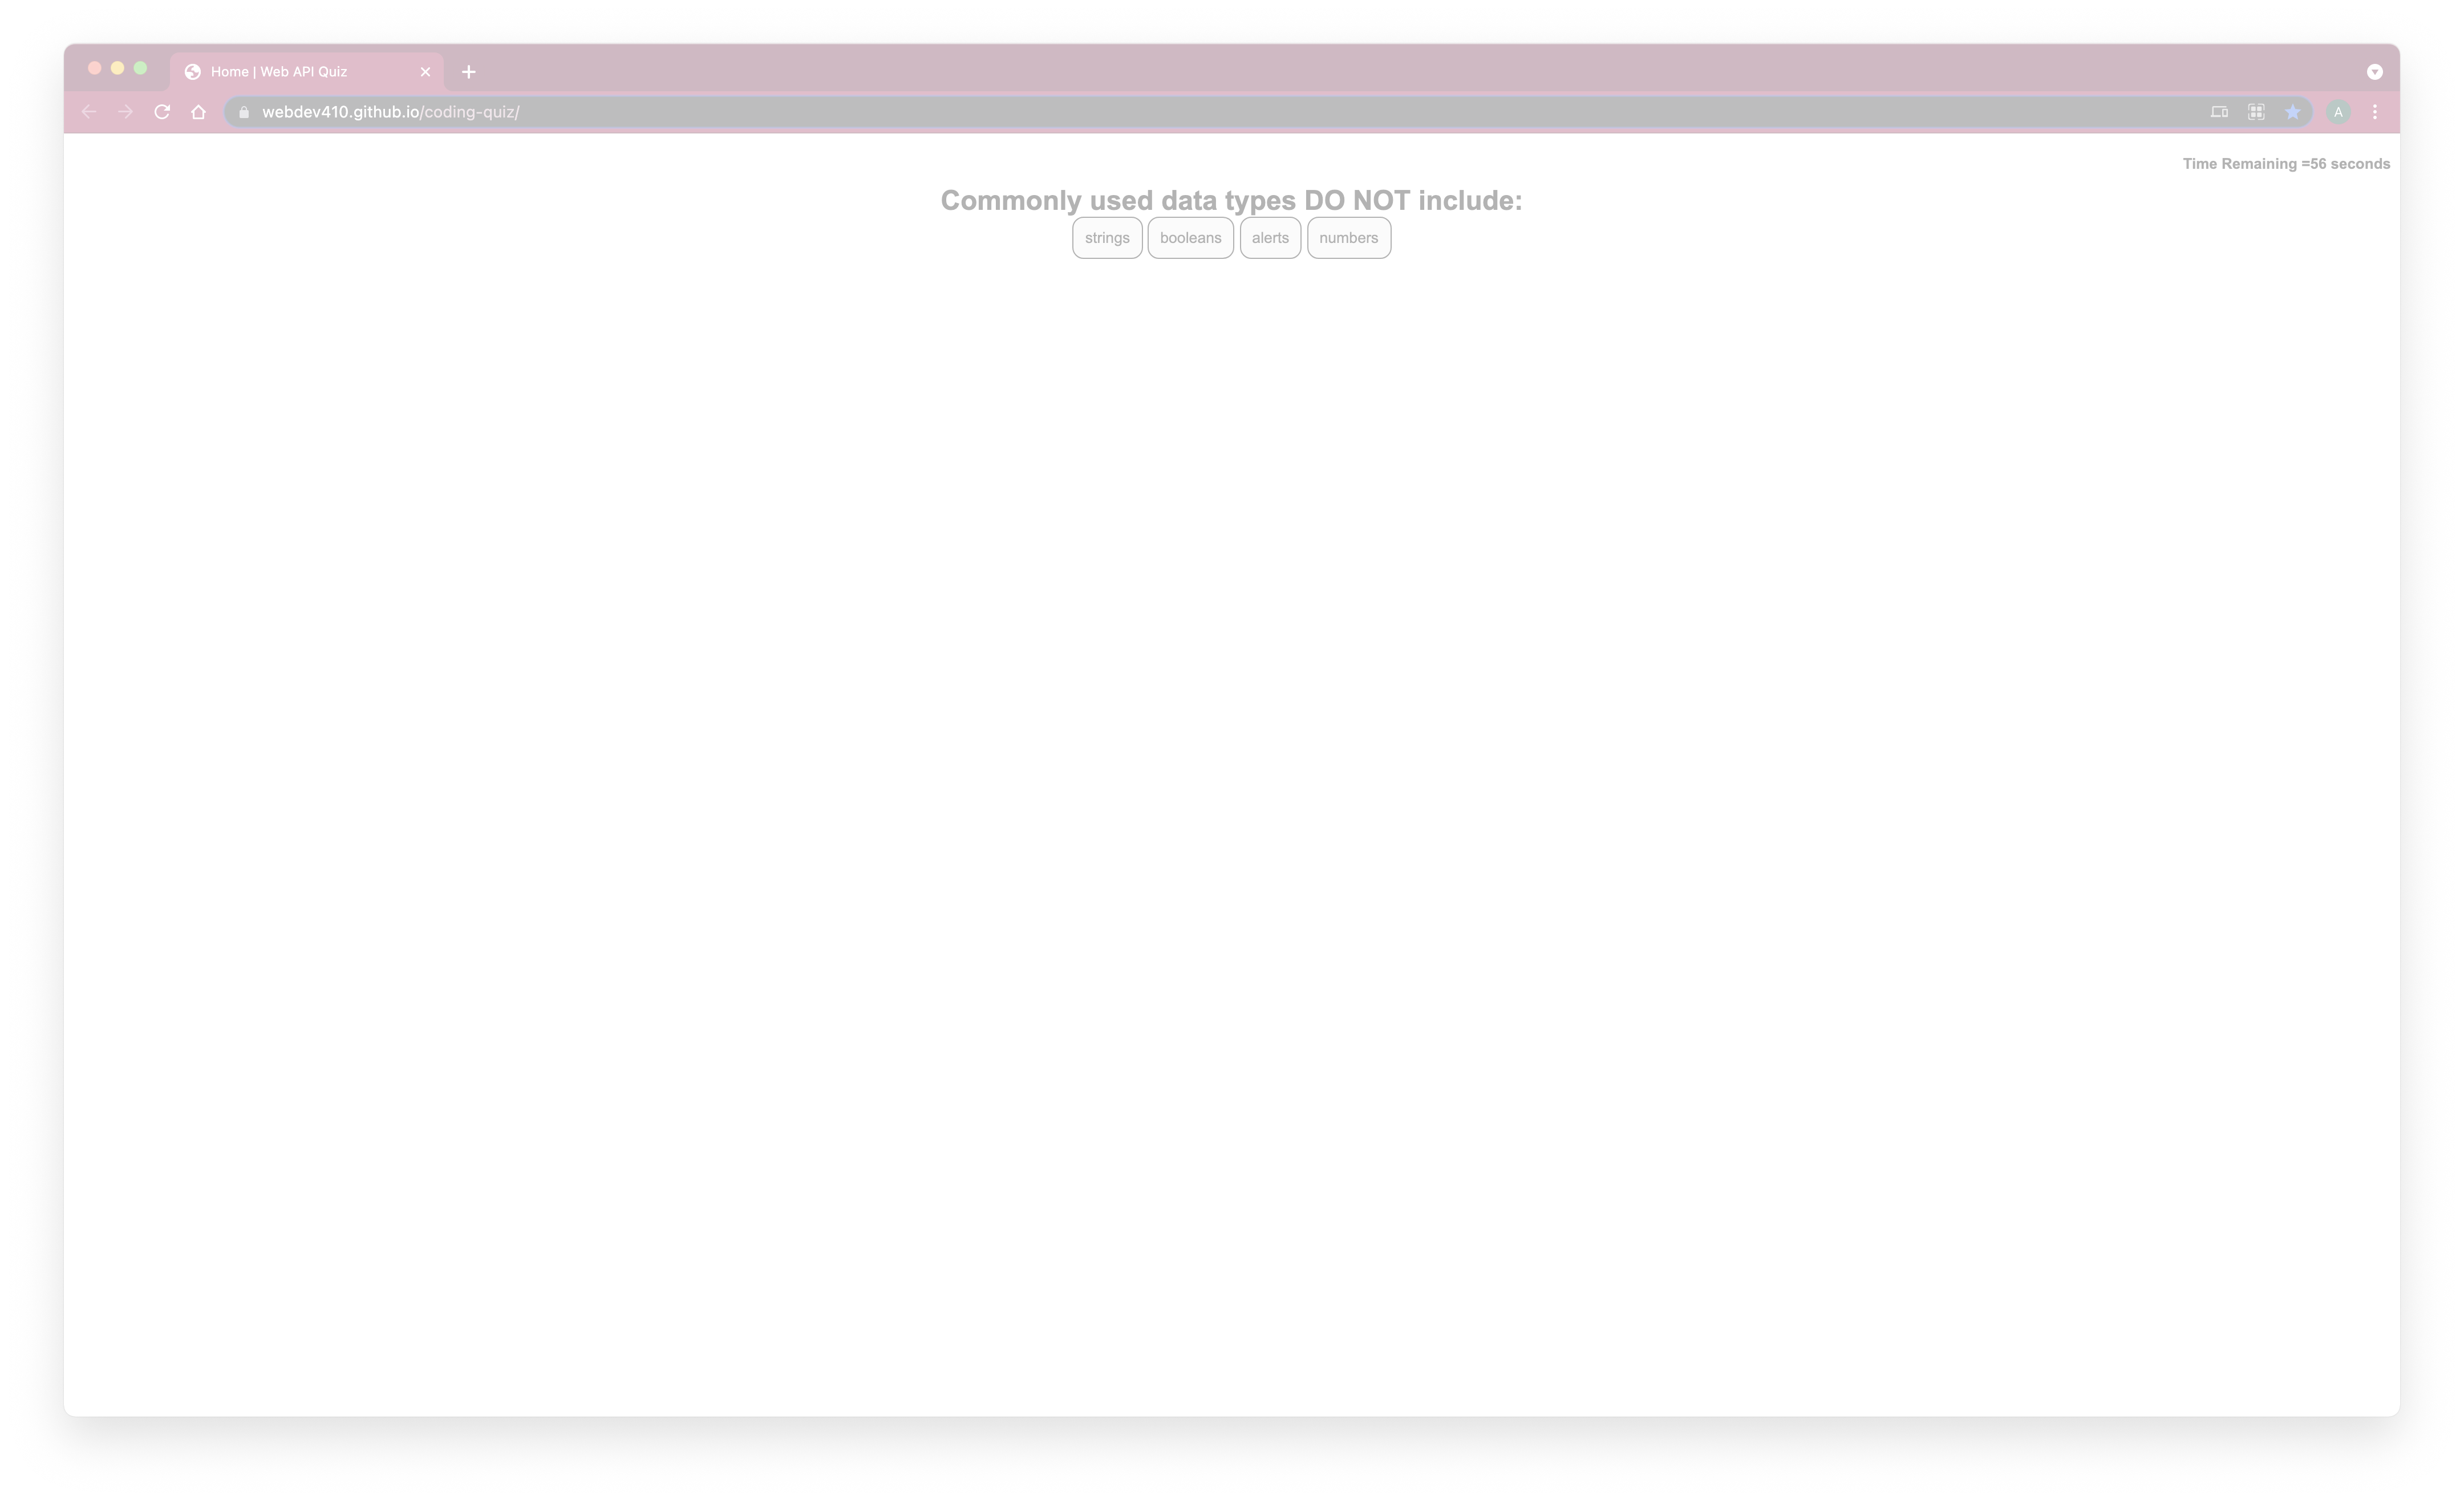 Home | Web API Quiz
webdev410.github.io/coding-quiz/
A
Time Remaining =56 seconds
Commonly used data types DO NOT include:
strings booleans alerts numbers